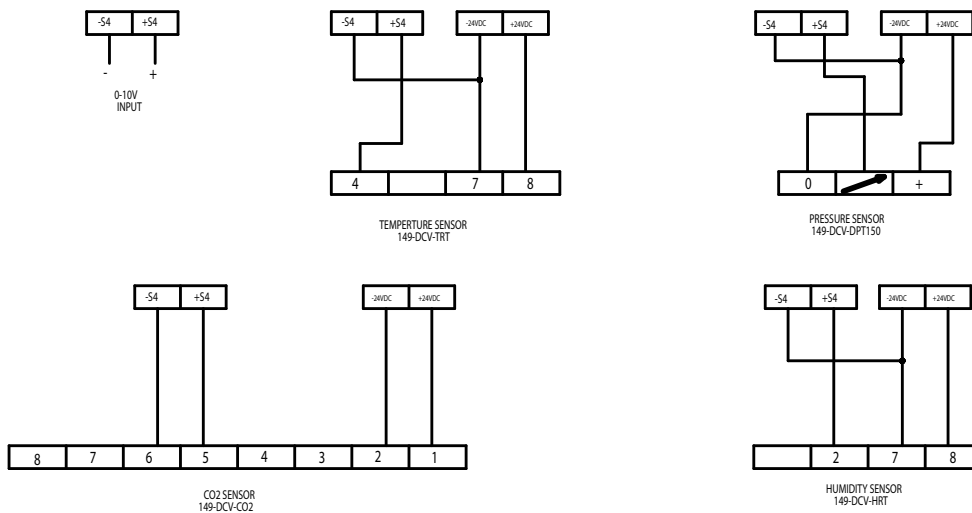 -S4 +S4
- +
0-10V
INPUT
-S4 +S4 -24VDC +24VDC
4 7 8
TEMPERTURE SENSOR
149-DCV-TRT
-S4 +S4 -24VDC +24VDC
0 +
PRESSURE SENSOR
149-DCV-DPT150
-S4 +S4 -24VDC +24VDC
8 7 6 5 4 3 2 1
CO2 SENSOR
149-DCV-CO2
-S4 +S4 -24VDC +24VDC
2 7 8
HUMIDITY SENSOR
149-DCV-HRT